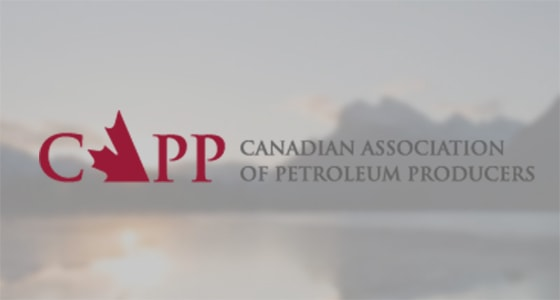 CAPP
CANADIAN ASSOCIATION
OF PETROLEUM PRODUCERS